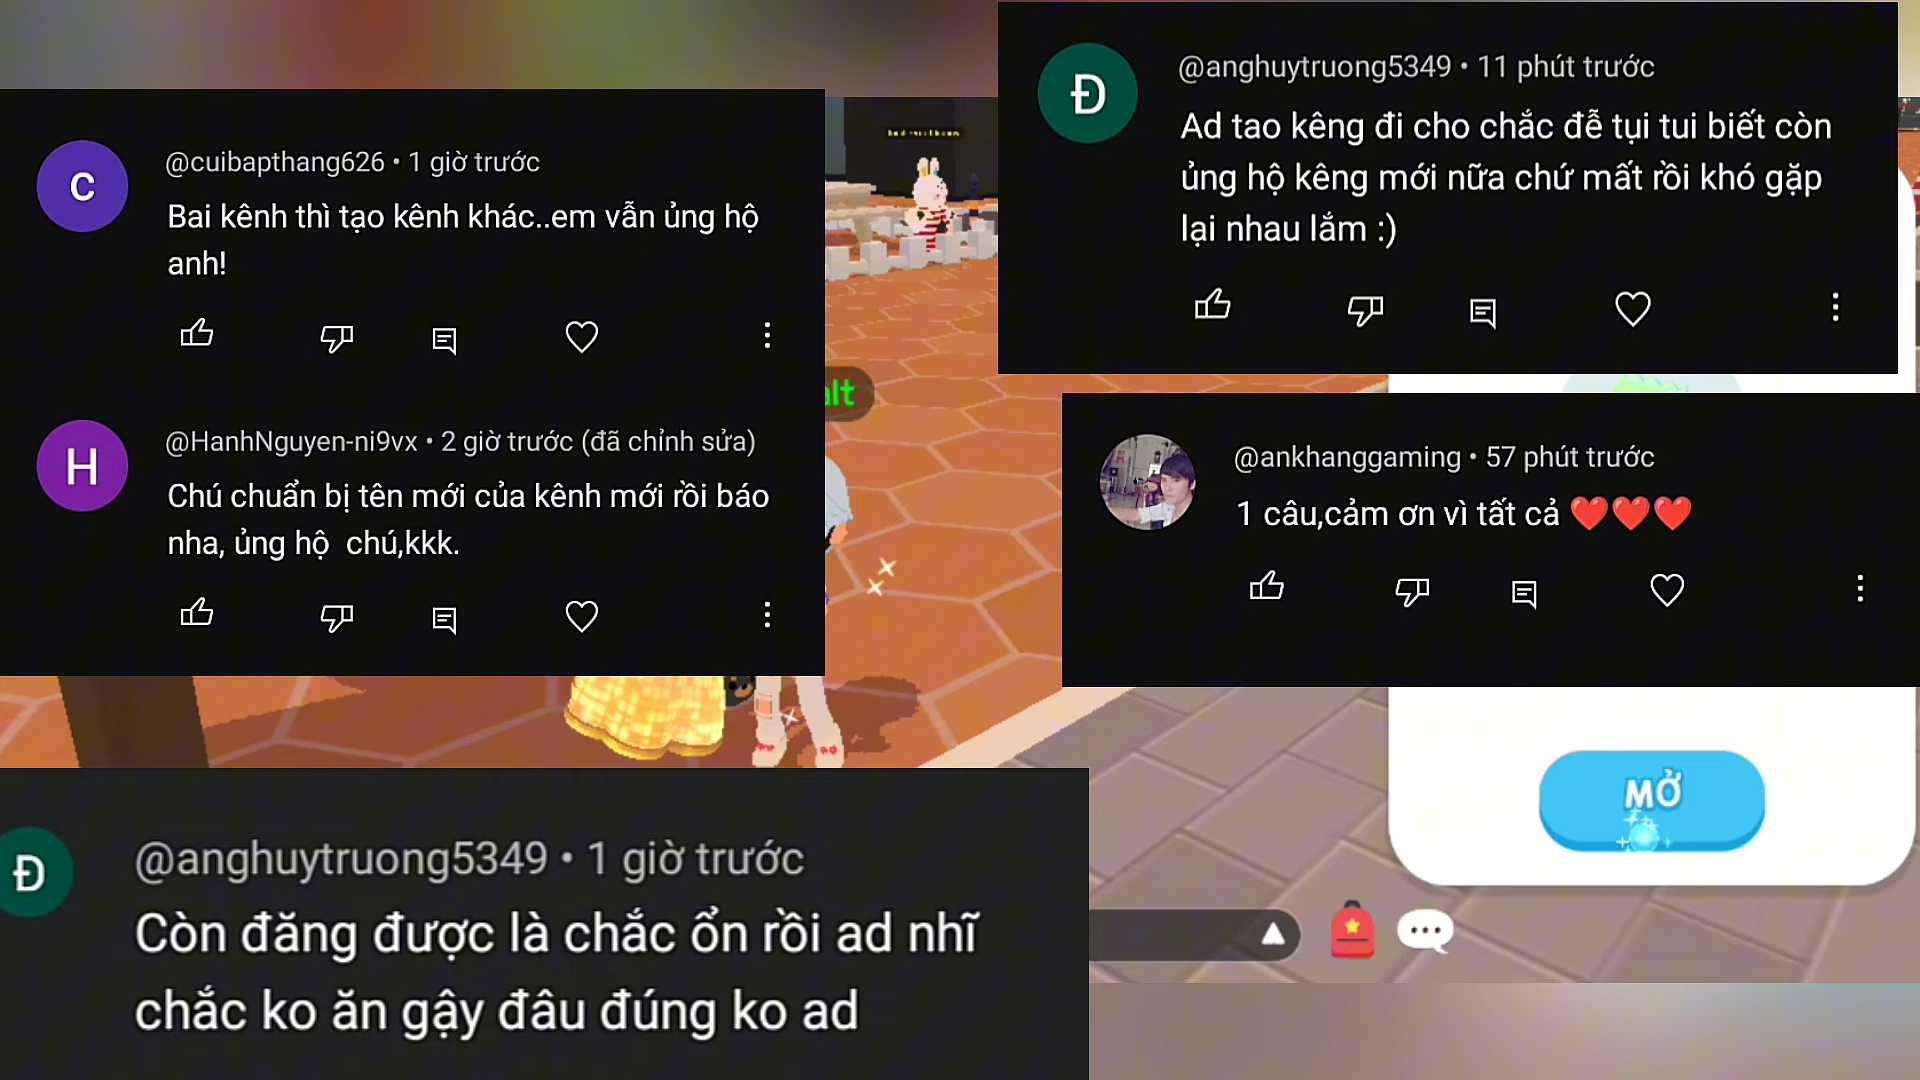 C
@cuibapthang626 • 1 giờ trước
Bai kênh thì tạo kênh khác..em vẫn ủng hộ
anh!
H
@HanhNguyen-ni9vx • 2 giờ trước (đã chỉnh sửa)
Chú chuẩn bị tên mới của kênh mới rồi báo
nha, ủng hộ chú,kkk.
Đ
@anghuytruong5349 • 11 phút trước
Ad tao kêng đi cho chắc đễ tụi tui biết còn
ủng hộ kêng mới nữa chứ mất rồi khó gặp
lại nhau lắm :)
alt
@ankhanggaming • 57 phút trước
1 câu,cảm ơn vì tất cả ❤️❤️❤️
MỞ
Đ
@anghuytruong5349 • 1 giờ trước
Còn đăng được là chắc ổn rồi ad nhĩ
chắc ko ăn gậy đâu đúng ko ad